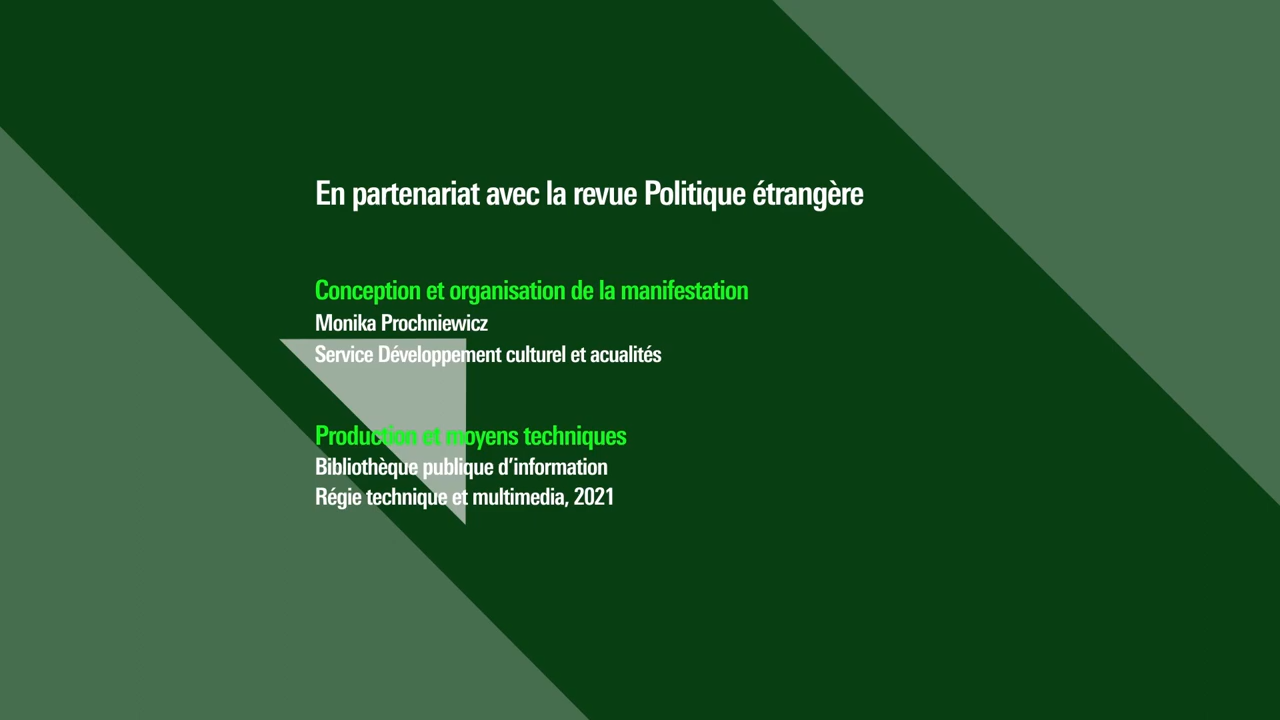 En partenariat avec la revue Politique étrangère
Conception et organisation de la manifestation
Monika Prochniewicz
Service Développement culturel et acualités
Production et moyens techniques
Bibliothèque publique d’information
Régie technique et multimedia, 2021